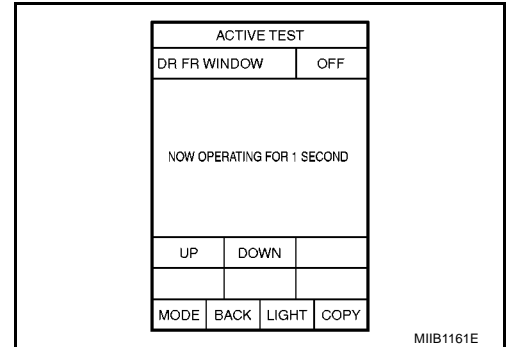 ACTIVE TEST
DR FR WINDOW OFF
NOW OPERATING FOR 1 SECOND
UP DOWN
MODE BACK LIGHT COPY
MIIB1161E